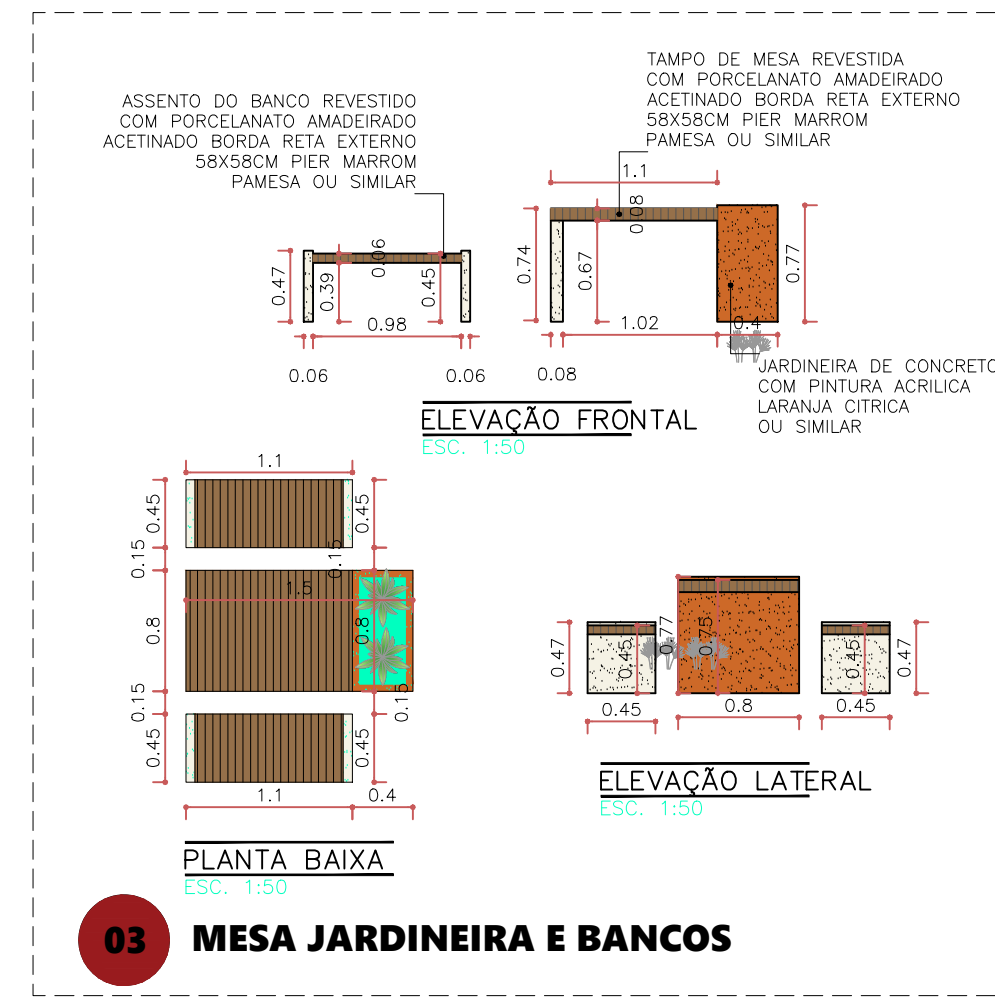 ASSENTO DO BANCO REVESTIDO
COM PORCELANATO AMADEIRADO
ACETINADO BORDA RETA EXTERNO
58X58CM PIER MARROM
PAMESA OU SIMILAR
TAMPO DE MESA REVESTIDA
COM PORCELANATO AMADEIRADO
ACETINADO BORDA RETA EXTERNO
58X58CM PIER MARROM
PAMESA OU SIMILAR
0.47
0.39
0.06
0.45
0.98
0.06
0.06
1.1
0.08
0.74
0.67
0.77
1.02
0.4
0.08
JARDINEIRA DE CONCRETO
COM PINTURA ACRILICA
LARANJA CITRICA
OU SIMILAR
ELEVAÇÃO FRONTAL
ESC. 1:50
1.1
0.45
0.45
0.15
0.15
1.5
0.8
0.8
0.15
0.15
0.45
0.45
1.1
0.4
PLANTA BAIXA
ESC. 1:50
0.47
0.45
0.77
0.75
0.45
0.47
0.45
0.8
0.45
ELEVAÇÃO LATERAL
ESC. 1:50
03
MESA JARDINEIRA E BANCOS